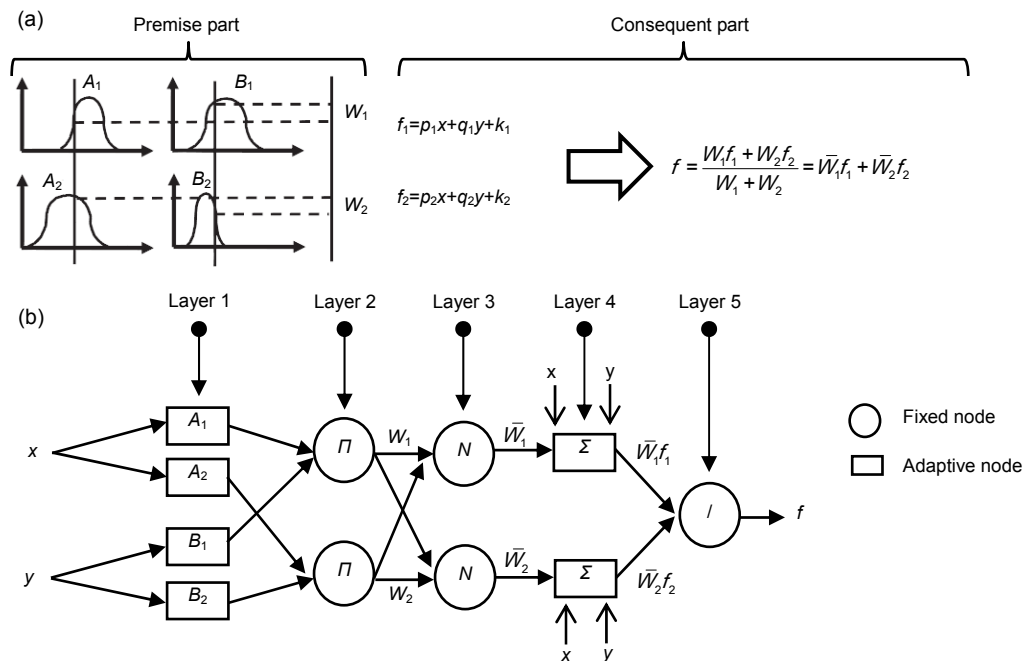 (a)
Premise part
Consequent part
A₁
B₁
W₁
A₂
B₂
W₂
f₁=p₁x+q₁y+k₁
f₂=p₂x+q₂y+k₂
f = (W₁f₁ + W₂f₂)/(W₁ + W₂) = W̅₁f₁ + W̅₂f₂
(b)
Layer 1
Layer 2
Layer 3
Layer 4
Layer 5
x
y
x
y
A₁
A₂
B₁
B₂
Π
Π
W₁
W₂
N
N
W̅₁
W̅₂
x
y
Σ
Σ
W̅₁f₁
W̅₂f₂
/
f
Fixed node
Adaptive node